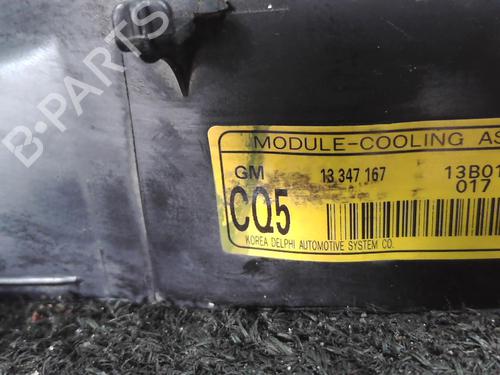 B-PARTS
MODULE-COOLING AS
GM 13 347 167 13B01
017
CQ5
KOREA DELPHI AUTOMOTIVE SYSTEM CO.